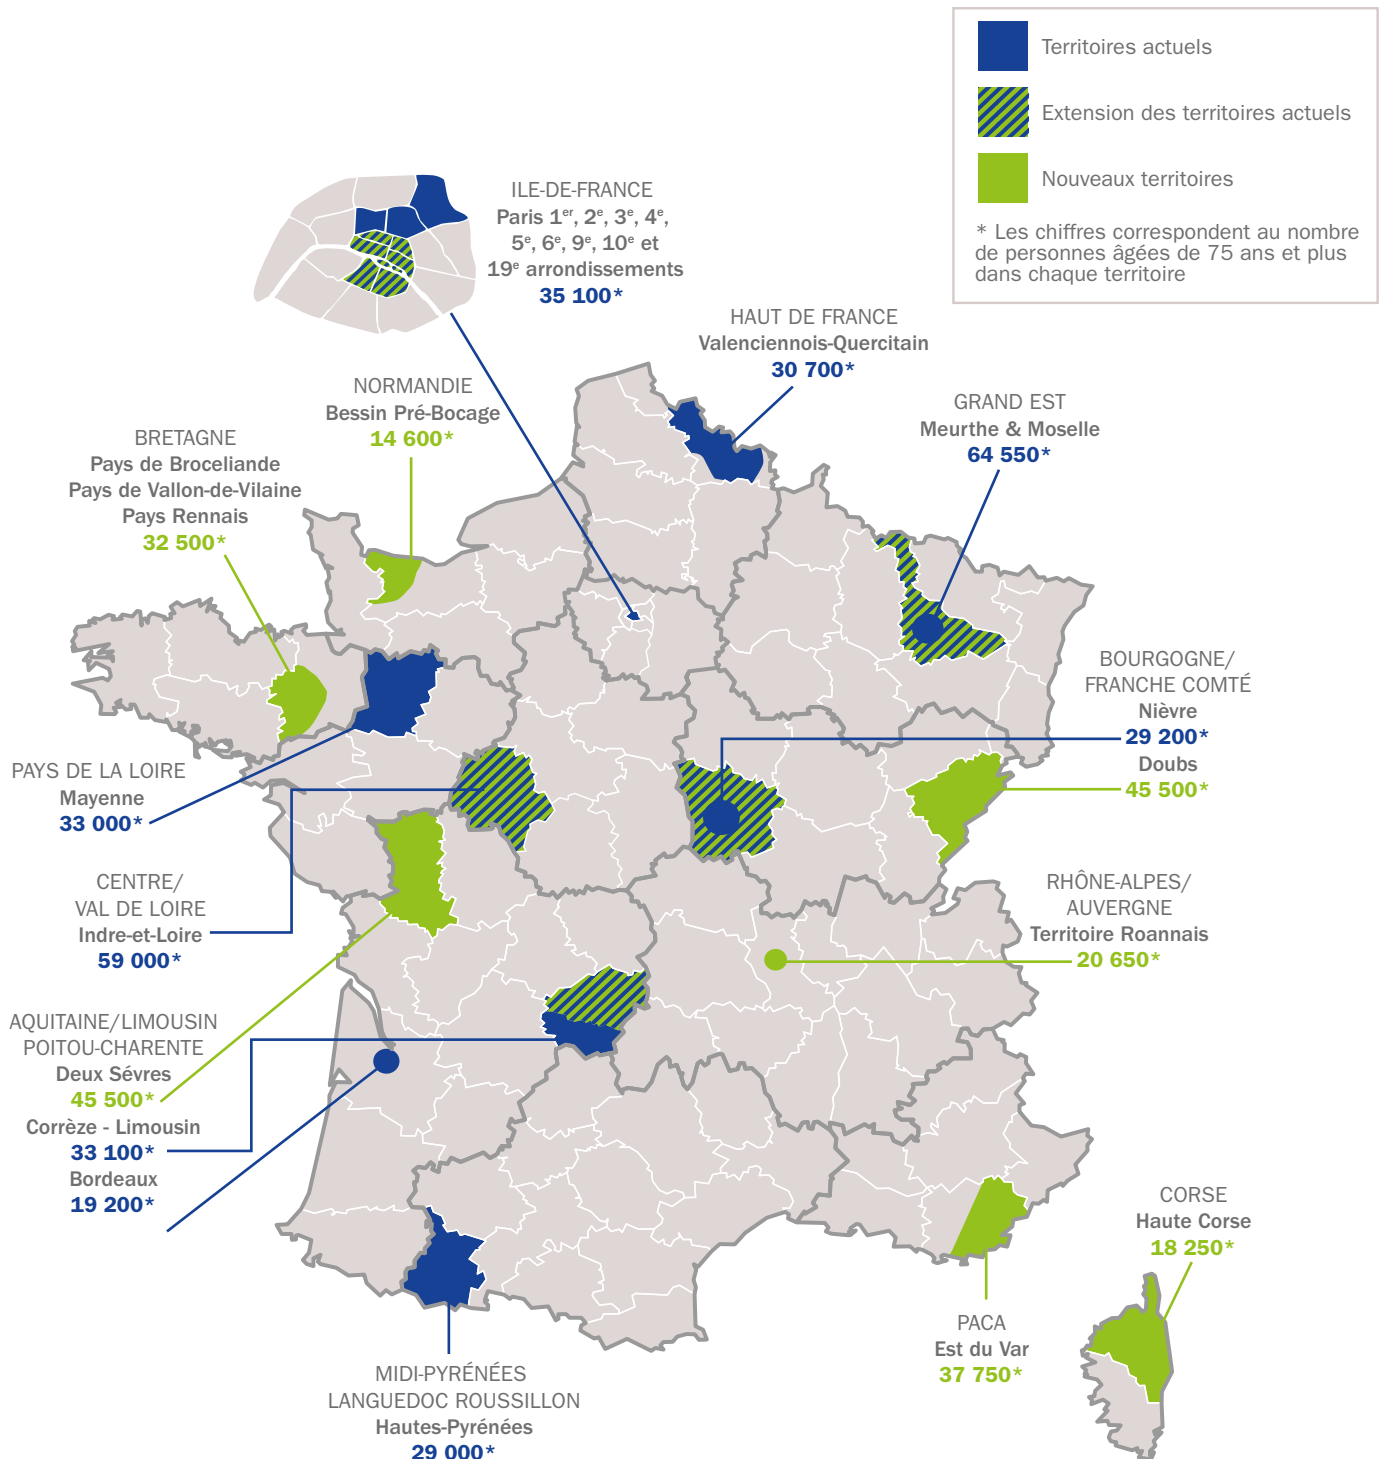 Territoires actuels
Extension des territoires actuels
Nouveaux territoires
* Les chiffres correspondent au nombre
de personnes âgées de 75 ans et plus
dans chaque territoire
ILE-DE-FRANCE
Paris 1er, 2e, 3e, 4e,
5e, 6e, 9e, 10e et
19e arrondissements
35 100*
HAUT DE FRANCE
Valenciennois-Quercitain
30 700*
NORMANDIE
Bessin Pré-Bocage
14 600*
GRAND EST
Meurthe & Moselle
64 550*
BRETAGNE
Pays de Broceliande
Pays de Vallon-de-Vilaine
Pays Rennais
32 500*
BOURGOGNE/
FRANCHE COMTÉ
Nièvre
29 200*
Doubs
45 500*
PAYS DE LA LOIRE
Mayenne
33 000*
CENTRE/
VAL DE LOIRE
Indre-et-Loire
59 000*
RHÔNE-ALPES/
AUVERGNE
Territoire Roannais
20 650*
AQUITAINE/LIMOUSIN
POITOU-CHARENTE
Deux Sévres
45 500*
Corrèze - Limousin
33 100*
Bordeaux
19 200*
CORSE
Haute Corse
18 250*
PACA
Est du Var
37 750*
MIDI-PYRÉNÉES
LANGUEDOC ROUSSILLON
Hautes-Pyrénées
29 000*